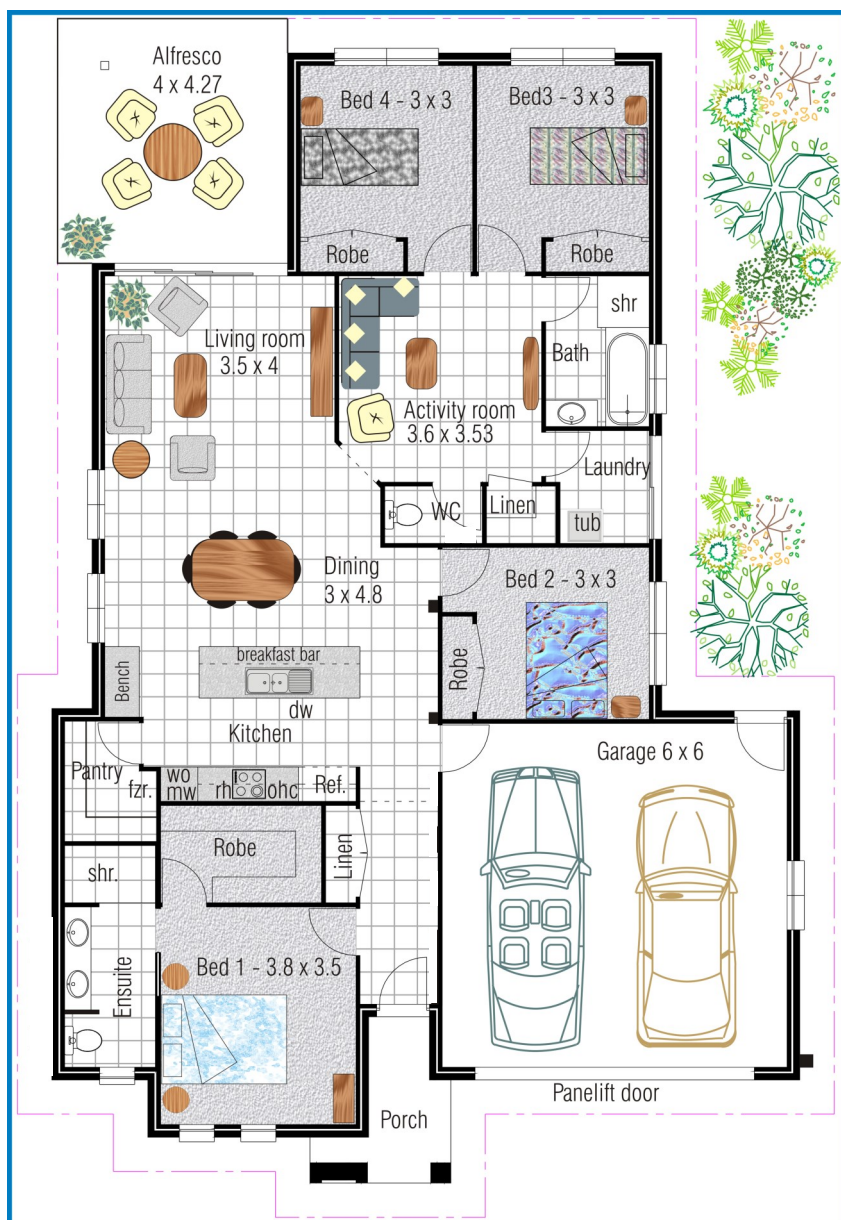 Alfresco
4 x 4.27
Bed 4 - 3 x 3
Bed3 - 3 x 3
Robe
Robe
Living room
3.5 x 4
shr
Bath
Activity room
3.6 x 3.53
Laundry
WC
Linen
tub
Dining
3 x 4.8
Bed 2 - 3 x 3
Robe
breakfast bar
Bench
dw
Kitchen
Garage 6 x 6
Pantry
fzr.
wo
mw
rh
ohc
Ref.
Robe
Linen
shr.
Ensuite
Bed 1 - 3.8 x 3.5
Panelift door
Porch